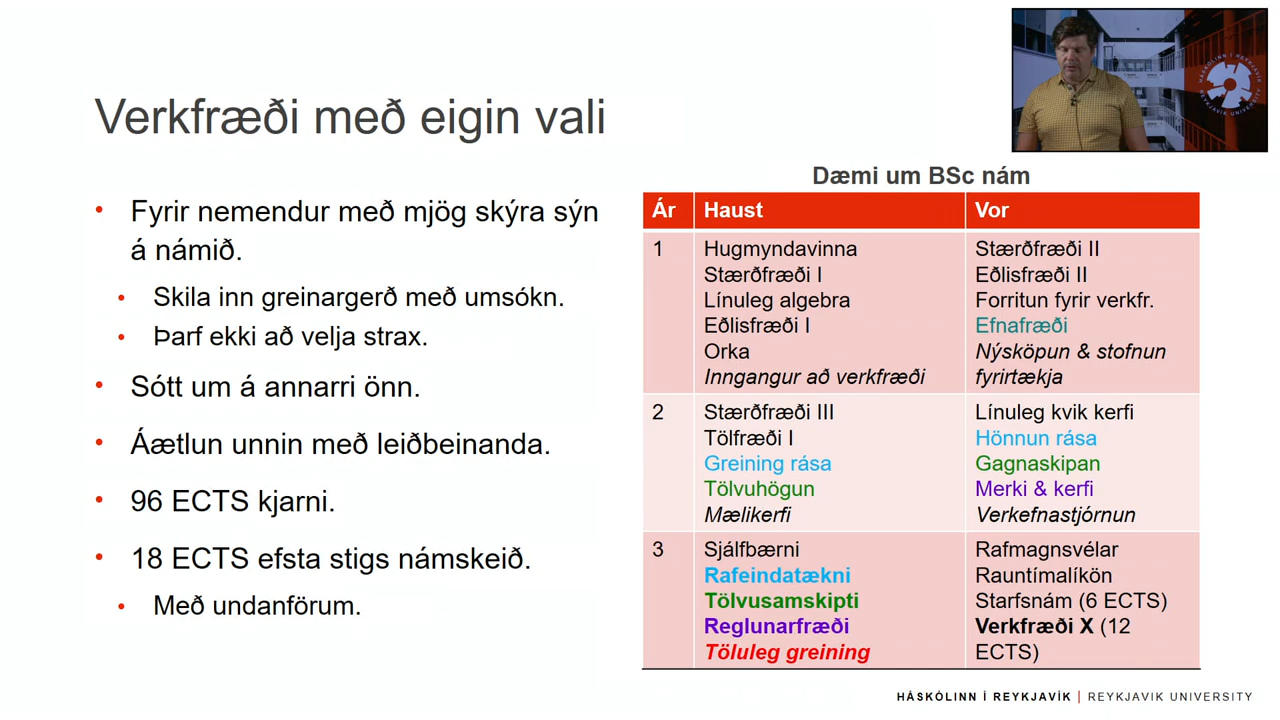 Verkfræði með eigin vali
• Fyrir nemendur með mjög skýra sýn
á námið.
• Skila inn greinargerð með umsókn.
• Þarf ekki að velja strax.
• Sótt um á annarri önn.
• Áætlun unnin með leiðbeinanda.
• 96 ECTS kjarni.
• 18 ECTS efsta stigs námskeið.
• Með undanförum.
HÁSKÓLINN Í REYKJAVÍK
REYKJAVIK UNIVERSITY
Dæmi um BSc nám
Ár Haust Vor
1 Hugmyndavinna Stærðfræði II
Stærðfræði I Eðlisfræði II
Línuleg algebra Forritun fyrir verkfr.
Eðlisfræði I Efnafræði
Orka Nýsköpun & stofnun
Inngangur að verkfræði fyrirtækja
2 Stærðfræði III Línuleg kvik kerfi
Tölfræði I Hönnun rása
Greining rása Gagnaskipan
Tölvuhögun Merki & kerfi
Mælikerfi Verkefnastjórnun
3 Sjálfbærni Rafmagnsvélar
Rafeindatækni Rauntímalíkön
Tölvusamskipti Starfsnám (6 ECTS)
Reglunarfræði Verkfræði X (12
Töluleg greining ECTS)
HÁSKÓLINN Í REYKJAVÍK | REYKJAVIK UNIVERSITY